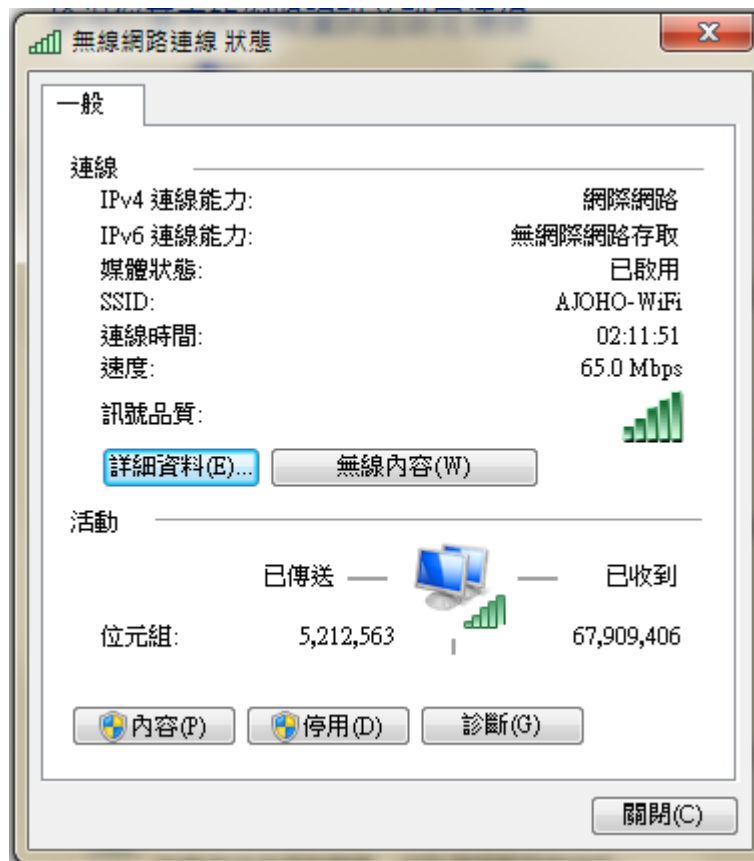 無線網路連線 狀態
一般
連線
IPv4 連線能力: 網際網路
IPv6 連線能力: 無網際網路存取
媒體狀態: 已啟用
SSID: AJOHO-WiFi
連線時間: 02:11:51
速度: 65.0 Mbps
訊號品質:
詳細資料(E)... 無線內容(W)
活動
已傳送 已收到
位元組: 5,212,563 67,909,406
內容(P) 停用(D) 診斷(G)
關閉(C)